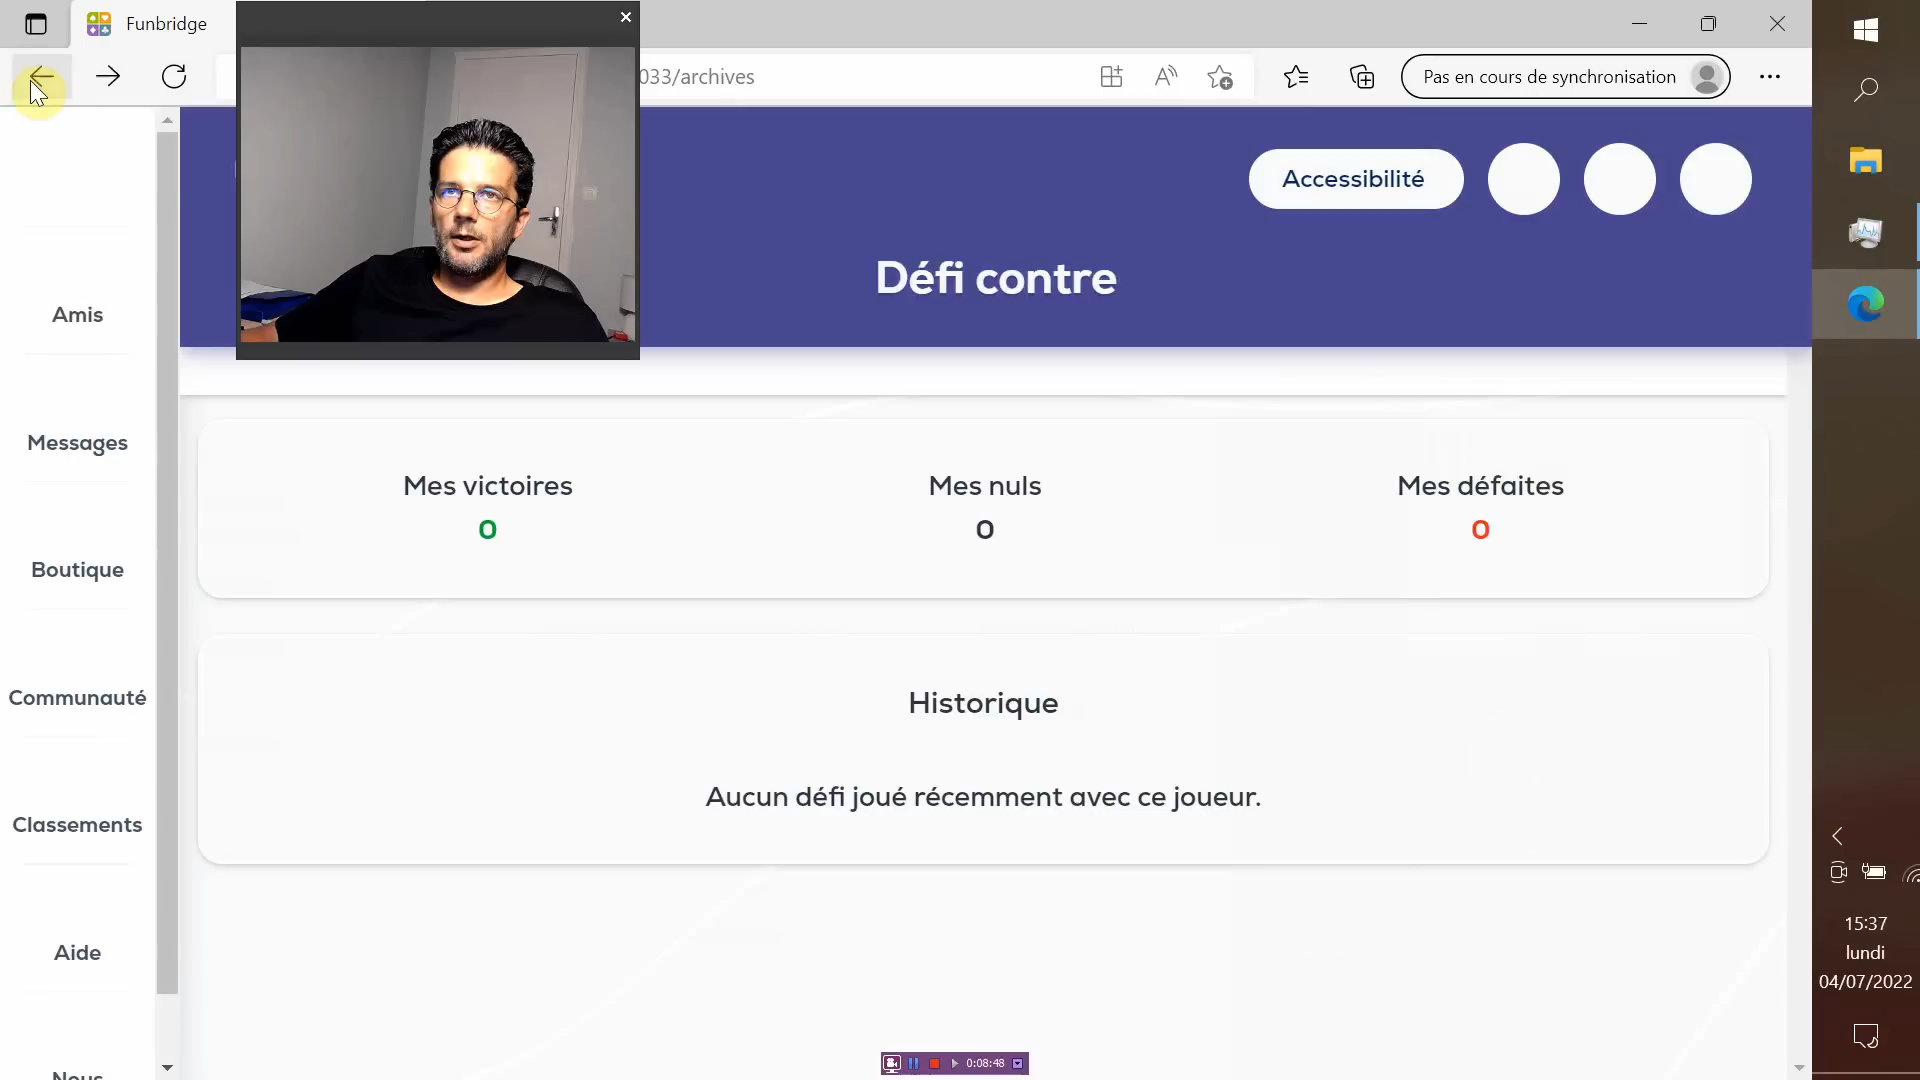 Funbridge
033/archives
Pas en cours de synchronisation
Accessibilité
Défi contre
Amis
Messages
Boutique
Communauté
Classements
Aide
Nous
Mes victoires
0
Mes nuls
0
Mes défaites
0
Historique
Aucun défi joué récemment avec ce joueur.
0:08:48
15:37
lundi
04/07/2022